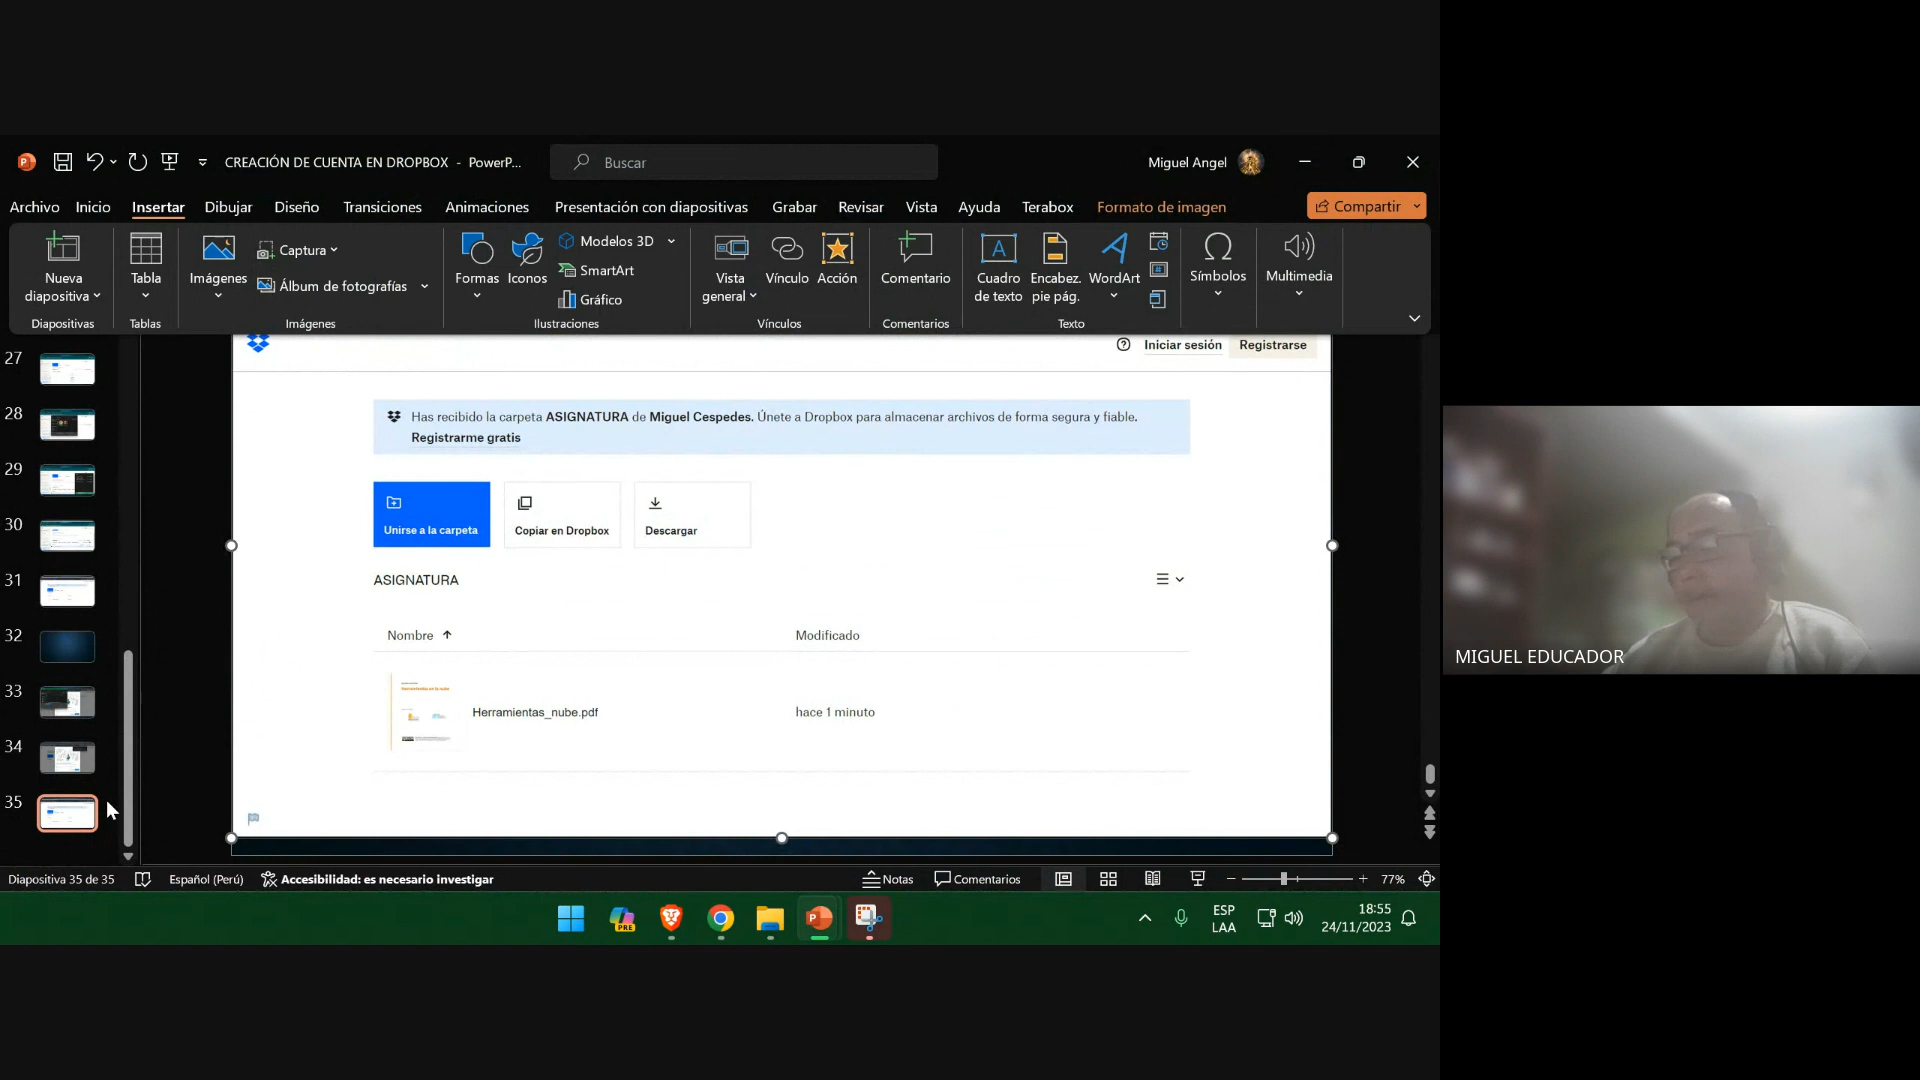 CREACIÓN DE CUENTA EN DROPBOX - PowerP...
Buscar
Miguel Angel
Archivo Inicio Insertar Dibujar Diseño Transiciones Animaciones Presentación con diapositivas Grabar Revisar Vista Ayuda Terabox Formato de imagen Compartir
Nueva diapositiva
Diapositivas
Tabla
Tablas
Imágenes
Captura
Álbum de fotografías
Imágenes
Formas
Iconos
Modelos 3D
SmartArt
Gráfico
Ilustraciones
Vista general
Vínculo
Acción
Vínculos
Comentario
Comentarios
Cuadro de texto
Encabez. pie pág.
WordArt
Texto
Símbolos
Multimedia
27
28
29
30
31
32
33
34
35
Iniciar sesión Registrarse
Has recibido la carpeta ASIGNATURA de Miguel Cespedes. Únete a Dropbox para almacenar archivos de forma segura y fiable.
Registrarme gratis
Unirse a la carpeta
Copiar en Dropbox
Descargar
ASIGNATURA
Nombre Modificado
Herramientas en la nube
Herramientas_nube.pdf hace 1 minuto
MIGUEL EDUCADOR
Diapositiva 35 de 35 Español (Perú) Accesibilidad: es necesario investigar Notas Comentarios 77%
PRE
ESP
LAA
18:55
24/11/2023